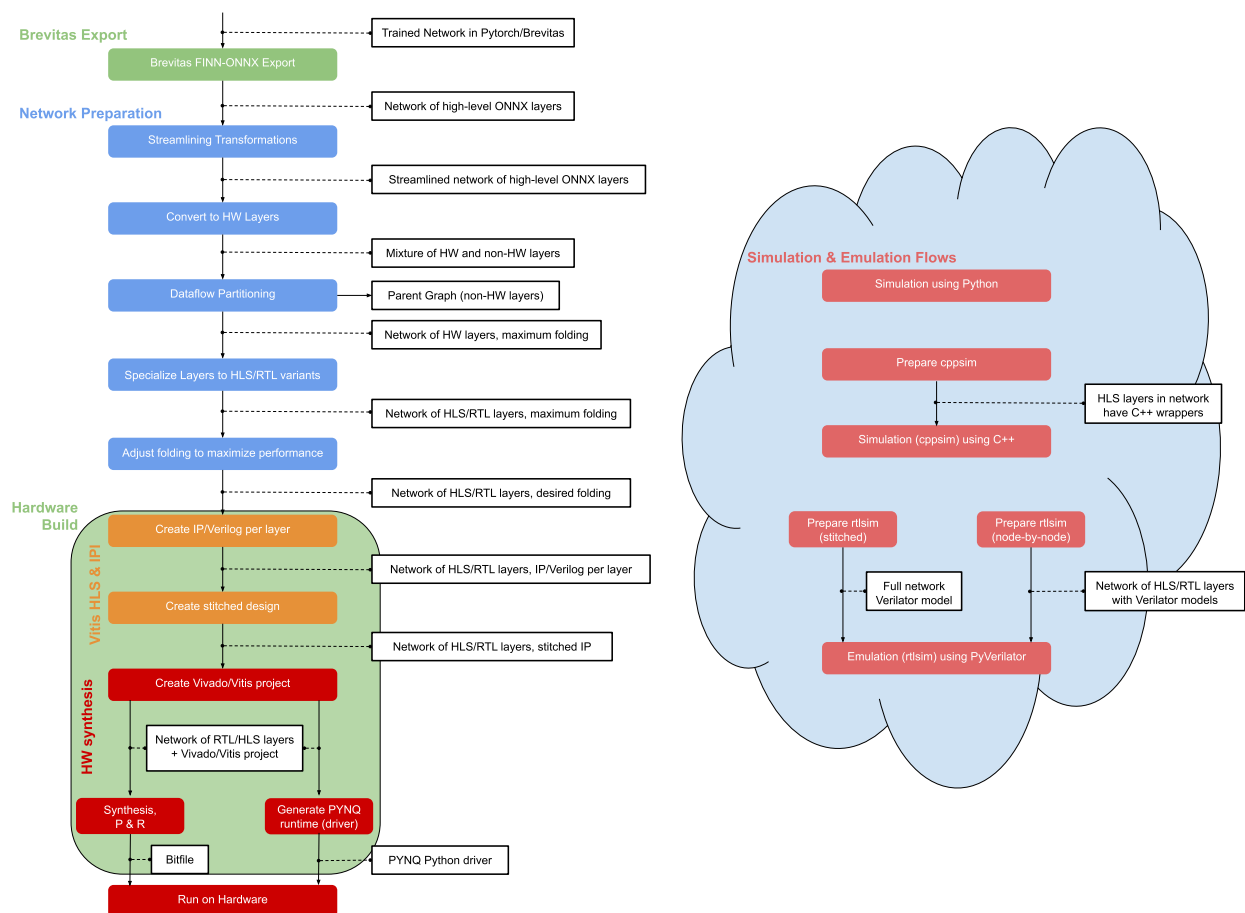 Brevitas Export
Trained Network in Pytorch/Brevitas
Brevitas FINN-ONNX Export
Network of high-level ONNX layers
Network Preparation
Streamlining Transformations
Streamlined network of high-level ONNX layers
Convert to HW Layers
Mixture of HW and non-HW layers
Dataflow Partitioning
Parent Graph (non-HW layers)
Network of HW layers, maximum folding
Specialize Layers to HLS/RTL variants
Network of HLS/RTL layers, maximum folding
Adjust folding to maximize performance
Network of HLS/RTL layers, desired folding
Hardware
Build
Vitis HLS & IPI
Create IP/Verilog per layer
Network of HLS/RTL layers, IP/Verilog per layer
Create stitched design
Network of HLS/RTL layers, stitched IP
HW synthesis
Create Vivado/Vitis project
Network of RTL/HLS layers
+ Vivado/Vitis project
Synthesis,
P & R
Generate PYNQ
runtime (driver)
Bitfile
PYNQ Python driver
Run on Hardware
Simulation & Emulation Flows
Simulation using Python
Prepare cppsim
HLS layers in network
have C++ wrappers
Simulation (cppsim) using C++
Prepare rtlsim
(stitched)
Prepare rtlsim
(node-by-node)
Full network
Verilator model
Network of HLS/RTL layers
with Verilator models
Emulation (rtlsim) using PyVerilator